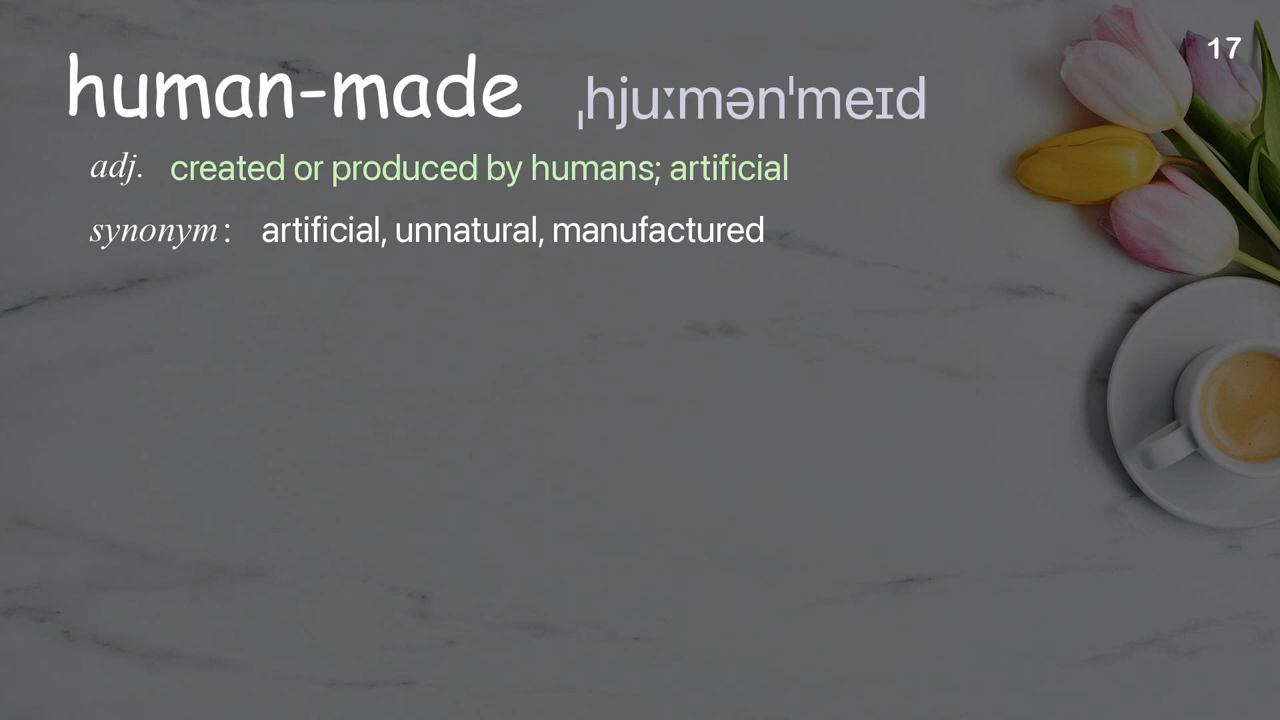 17
human-made ˌhjuːmənˈmeɪd
adj. created or produced by humans; artificial
synonym: artificial, unnatural, manufactured